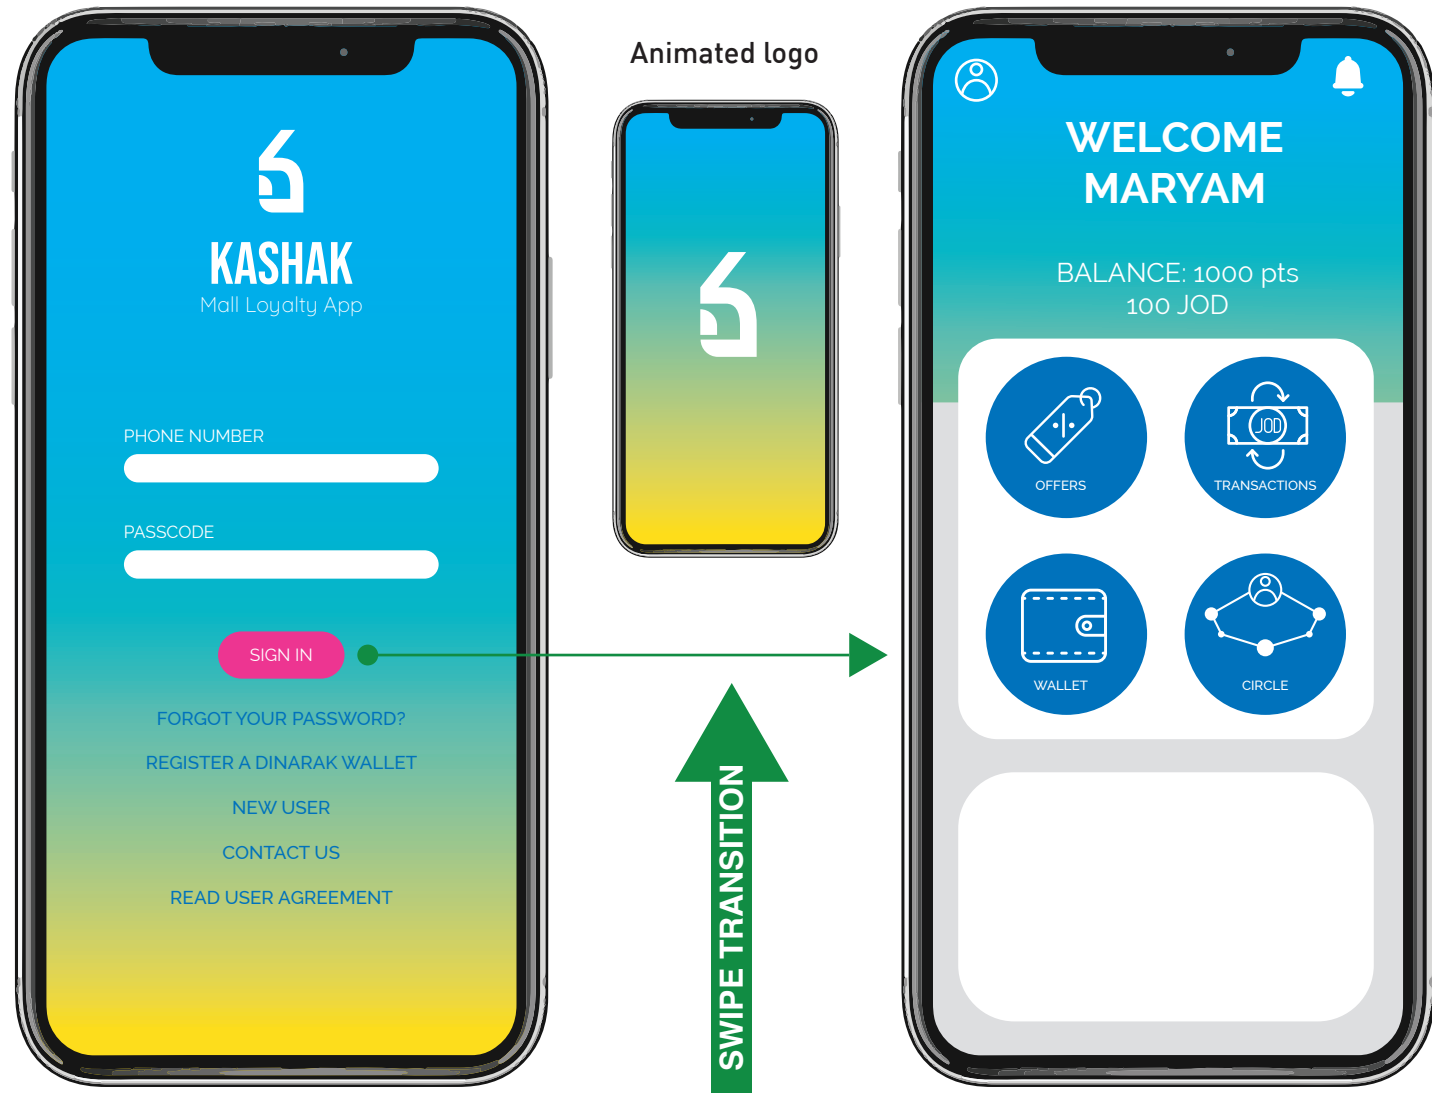 KASHAK
Mall Loyalty App
PHONE NUMBER
PASSCODE
SIGN IN
FORGOT YOUR PASSWORD?
REGISTER A DINARAK WALLET
NEW USER
CONTACT US
READ USER AGREEMENT
Animated logo
SWIPE TRANSITION
WELCOME
MARYAM
BALANCE: 1000 pts
100 JOD
OFFERS
JOD
TRANSACTIONS
WALLET
CIRCLE